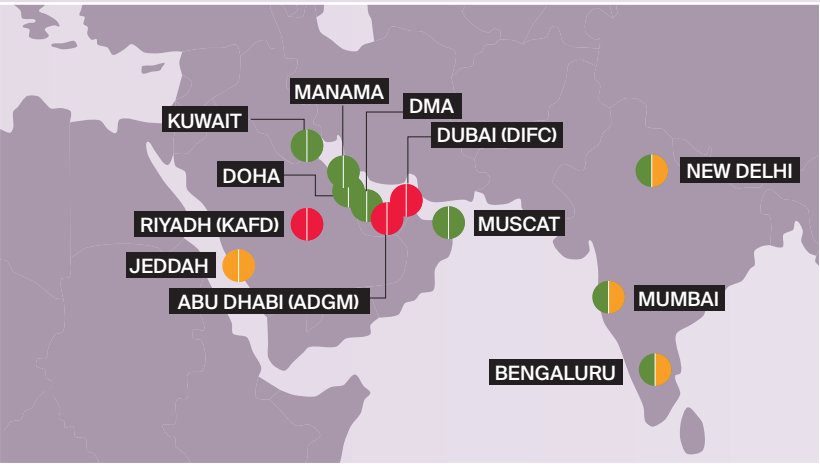 MANAMA
DMA
KUWAIT
DUBAI (DIFC)
DOHA
NEW DELHI
RIYADH (KAFD)
MUSCAT
JEDDAH
ABU DHABI (ADGM)
MUMBAI
BENGALURU